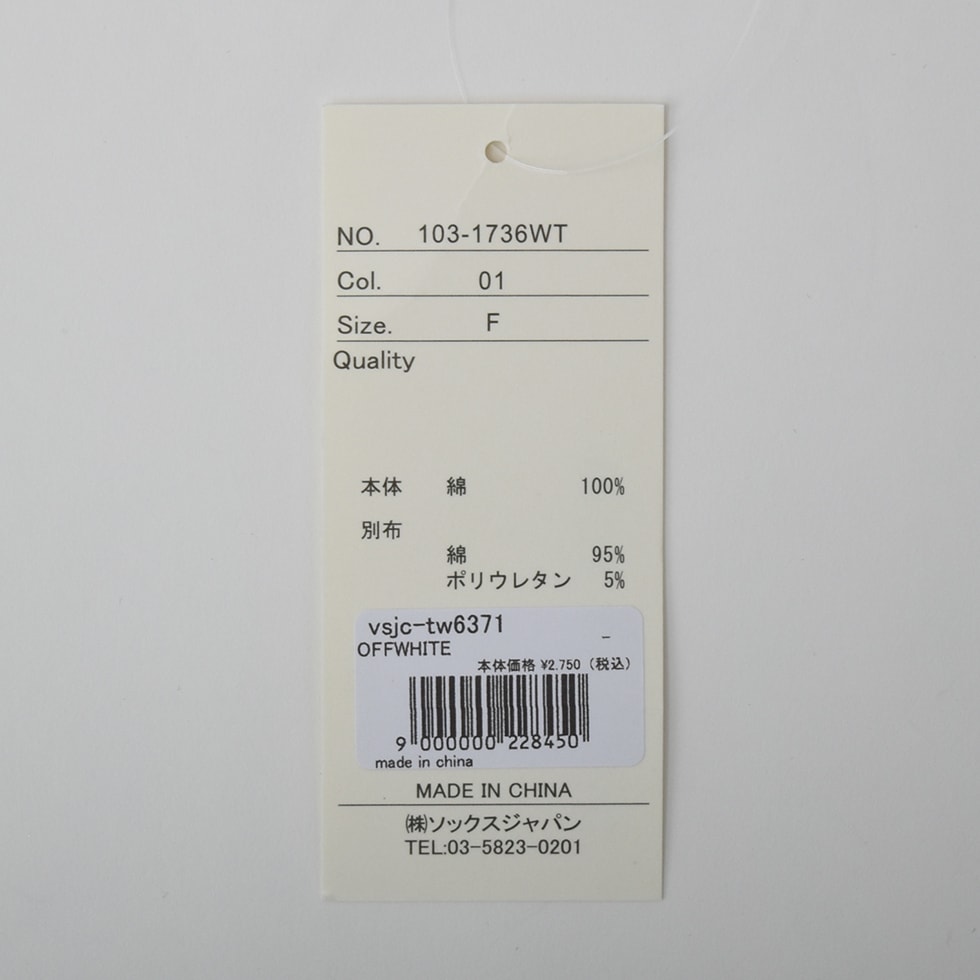 NO. 103-1736WT
Col. 01
Size. F
Quality
本体 綿 100%
別布
綿 95%
ポリウレタン 5%
vsjc-tw6371 -
OFFWHITE
本体価格 ¥2.750（税込）
9 000000 228450
made in china
MADE IN CHINA
㈱ソックスジャパン
TEL:03-5823-0201